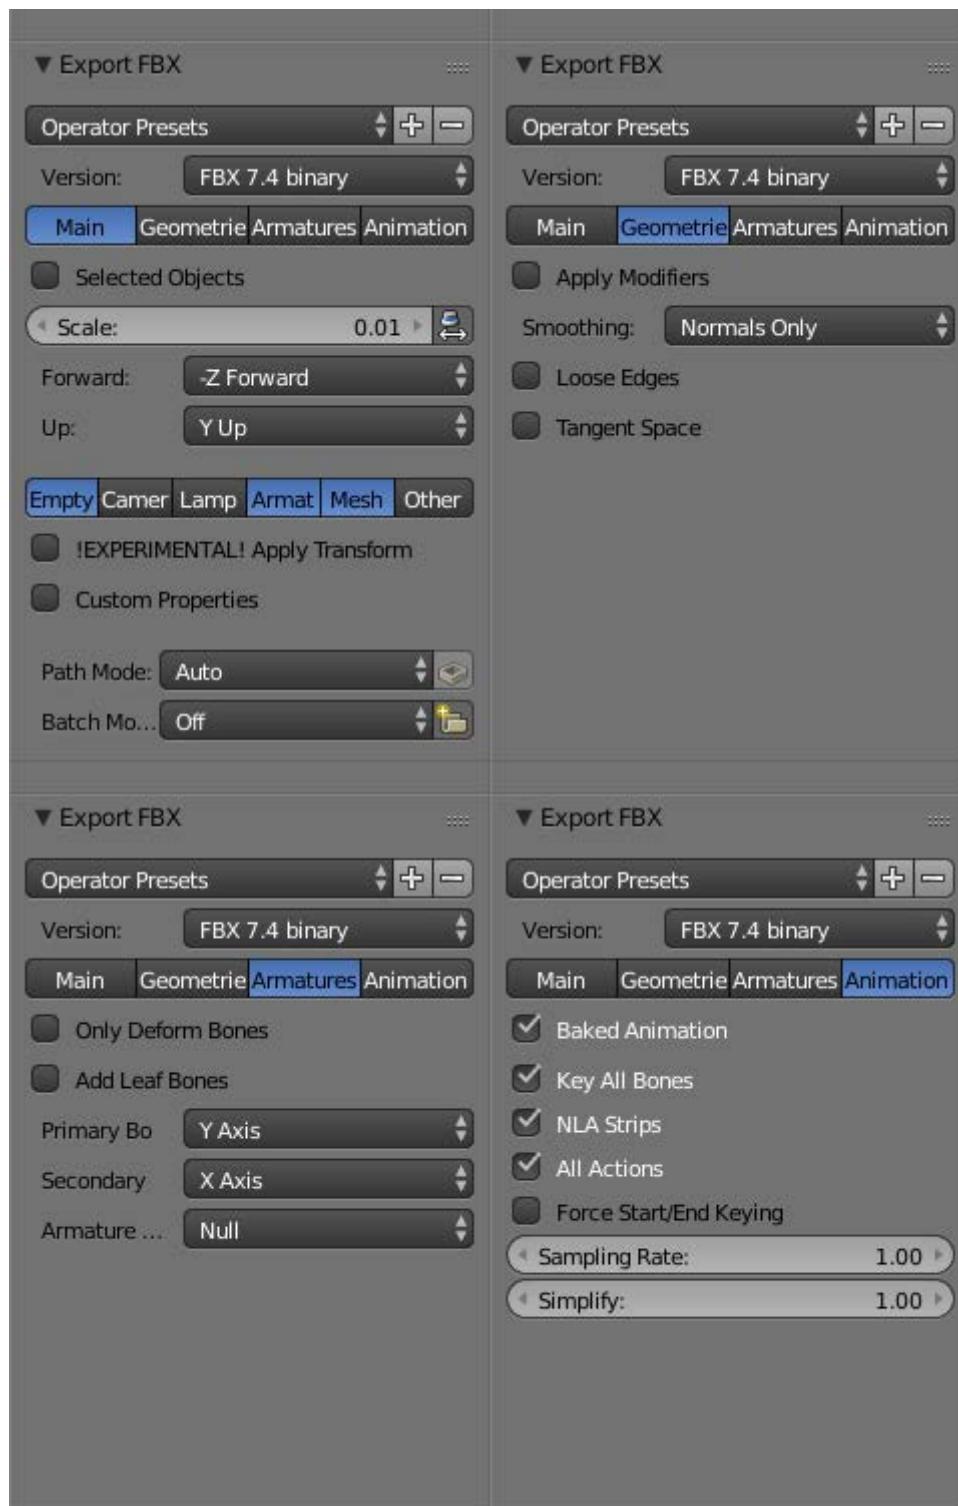 Export FBX
Operator Presets
Version: FBX 7.4 binary
Main Geometrie Armatures Animation
Selected Objects
Scale: 0.01
Forward: -Z Forward
Up: Y Up
Empty Camer Lamp Armat Mesh Other
!EXPERIMENTAL! Apply Transform
Custom Properties
Path Mode: Auto
Batch Mo... Off
Export FBX
Operator Presets
Version: FBX 7.4 binary
Main Geometrie Armatures Animation
Apply Modifiers
Smoothing: Normals Only
Loose Edges
Tangent Space
Export FBX
Operator Presets
Version: FBX 7.4 binary
Main Geometrie Armatures Animation
Only Deform Bones
Add Leaf Bones
Primary Bo Y Axis
Secondary X Axis
Armature ... Null
Export FBX
Operator Presets
Version: FBX 7.4 binary
Main Geometrie Armatures Animation
Baked Animation
Key All Bones
NLA Strips
All Actions
Force Start/End Keying
Sampling Rate: 1.00
Simplify: 1.00